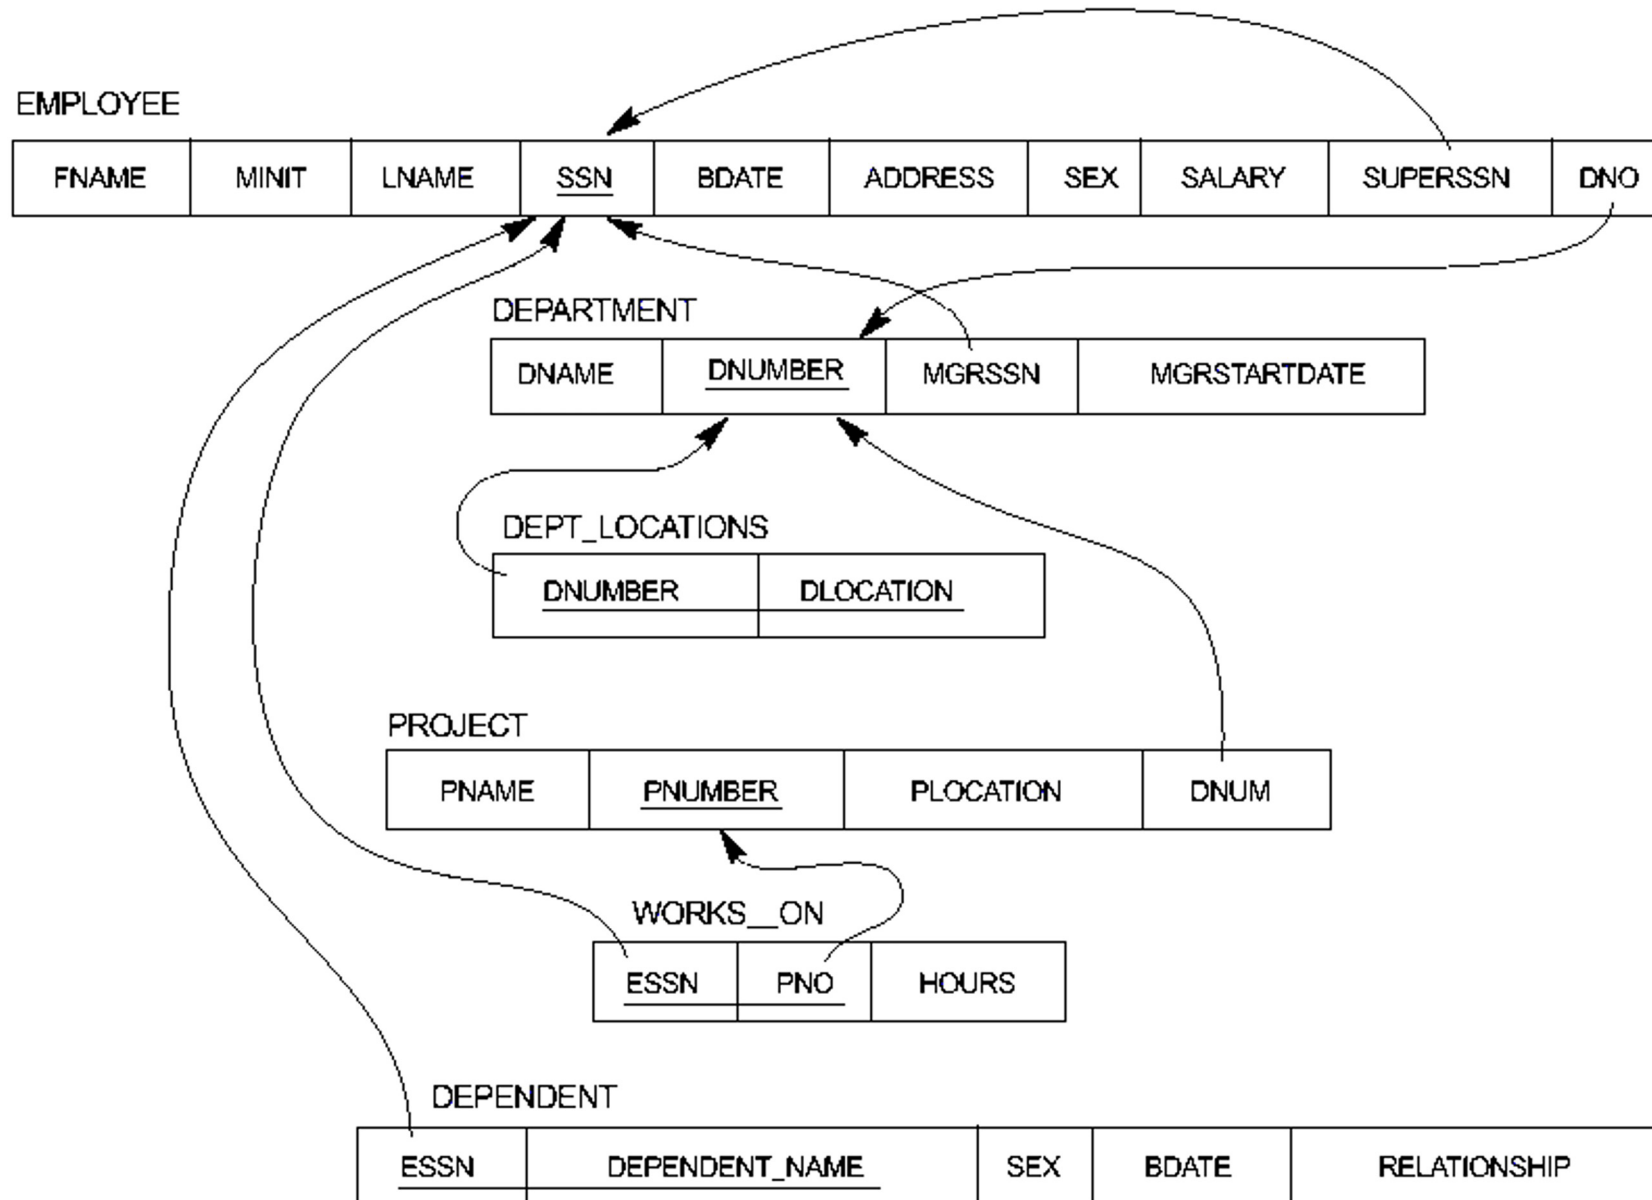 EMPLOYEE
FNAME MINIT LNAME SSN BDATE ADDRESS SEX SALARY SUPERSSN DNO
DEPARTMENT
DNAME DNUMBER MGRSSN MGRSTARTDATE
DEPT_LOCATIONS
DNUMBER DLOCATION
PROJECT
PNAME PNUMBER PLOCATION DNUM
WORKS__ON
ESSN PNO HOURS
DEPENDENT
ESSN DEPENDENT_NAME SEX BDATE RELATIONSHIP